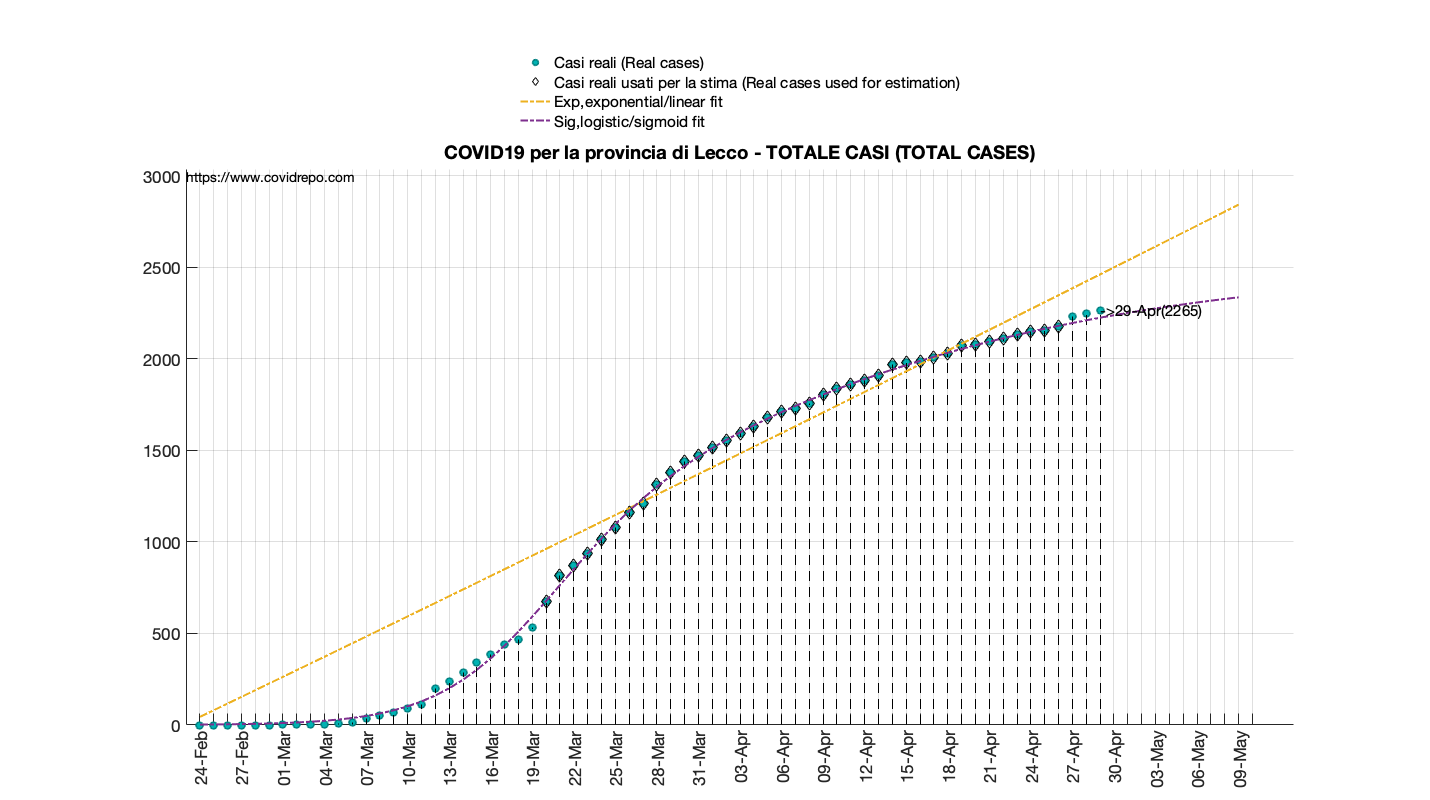 Casi reali (Real cases)
Casi reali usati per la stima (Real cases used for estimation)
Exp,exponential/linear fit
Sig,logistic/sigmoid fit
COVID19 per la provincia di Lecco - TOTALE CASI (TOTAL CASES)
https://www.covidrepo.com
3000
2500
2000
1500
1000
500
0
->29-Apr(2265)
24-Feb
27-Feb
01-Mar
04-Mar
07-Mar
10-Mar
13-Mar
16-Mar
19-Mar
22-Mar
25-Mar
28-Mar
31-Mar
03-Apr
06-Apr
09-Apr
12-Apr
15-Apr
18-Apr
21-Apr
24-Apr
27-Apr
30-Apr
03-May
06-May
09-May